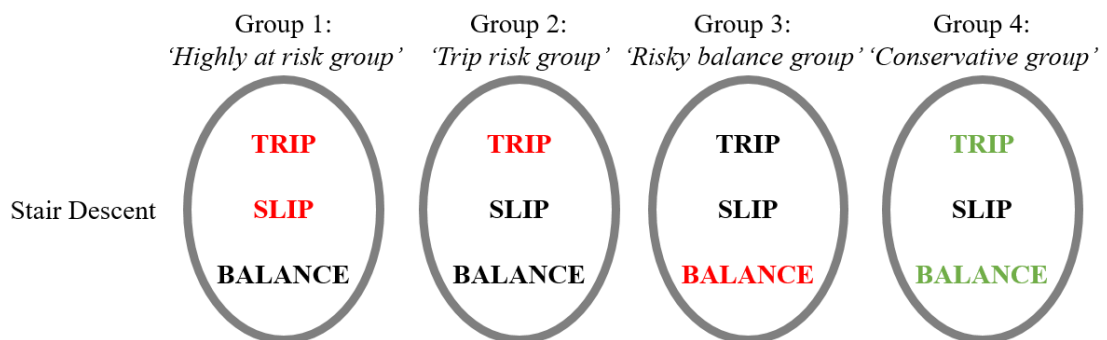 Group 1: Group 2: Group 3: Group 4:
‘Highly at risk group’ ‘Trip risk group’ ‘Risky balance group’ ‘Conservative group’
TRIP TRIP TRIP TRIP
Stair Descent SLIP SLIP SLIP SLIP
BALANCE BALANCE BALANCE BALANCE